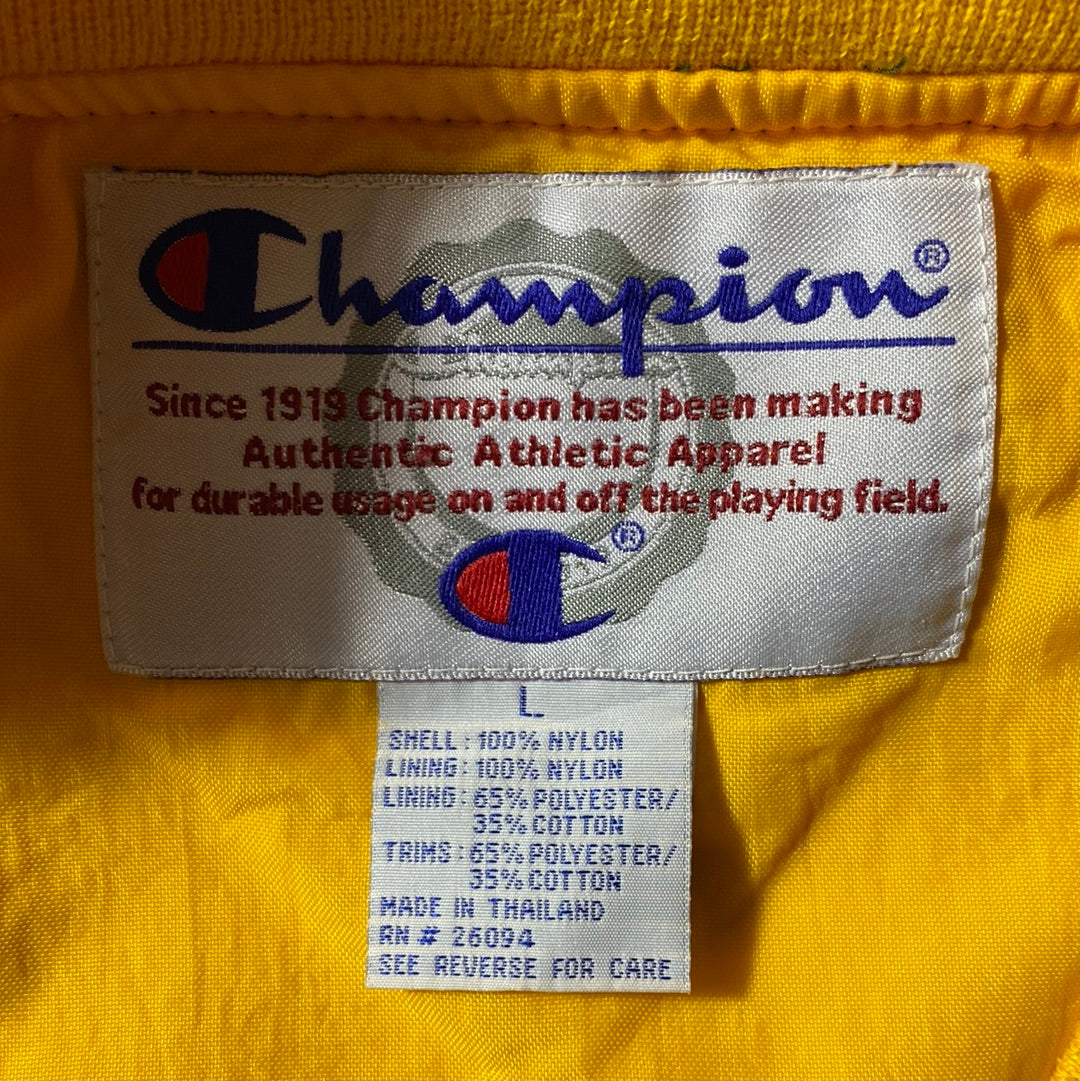 Champion®
Since 1919 Champion has been making
Authentic Athletic Apparel
for durable usage on and off the playing field.
C®
L
SHELL: 100% NYLON
LINING: 100% NYLON
LINING: 65% POLYESTER/
35% COTTON
TRIMS: 65% POLYESTER/
35% COTTON
MADE IN THAILAND
RN # 26094
SEE REVERSE FOR CARE